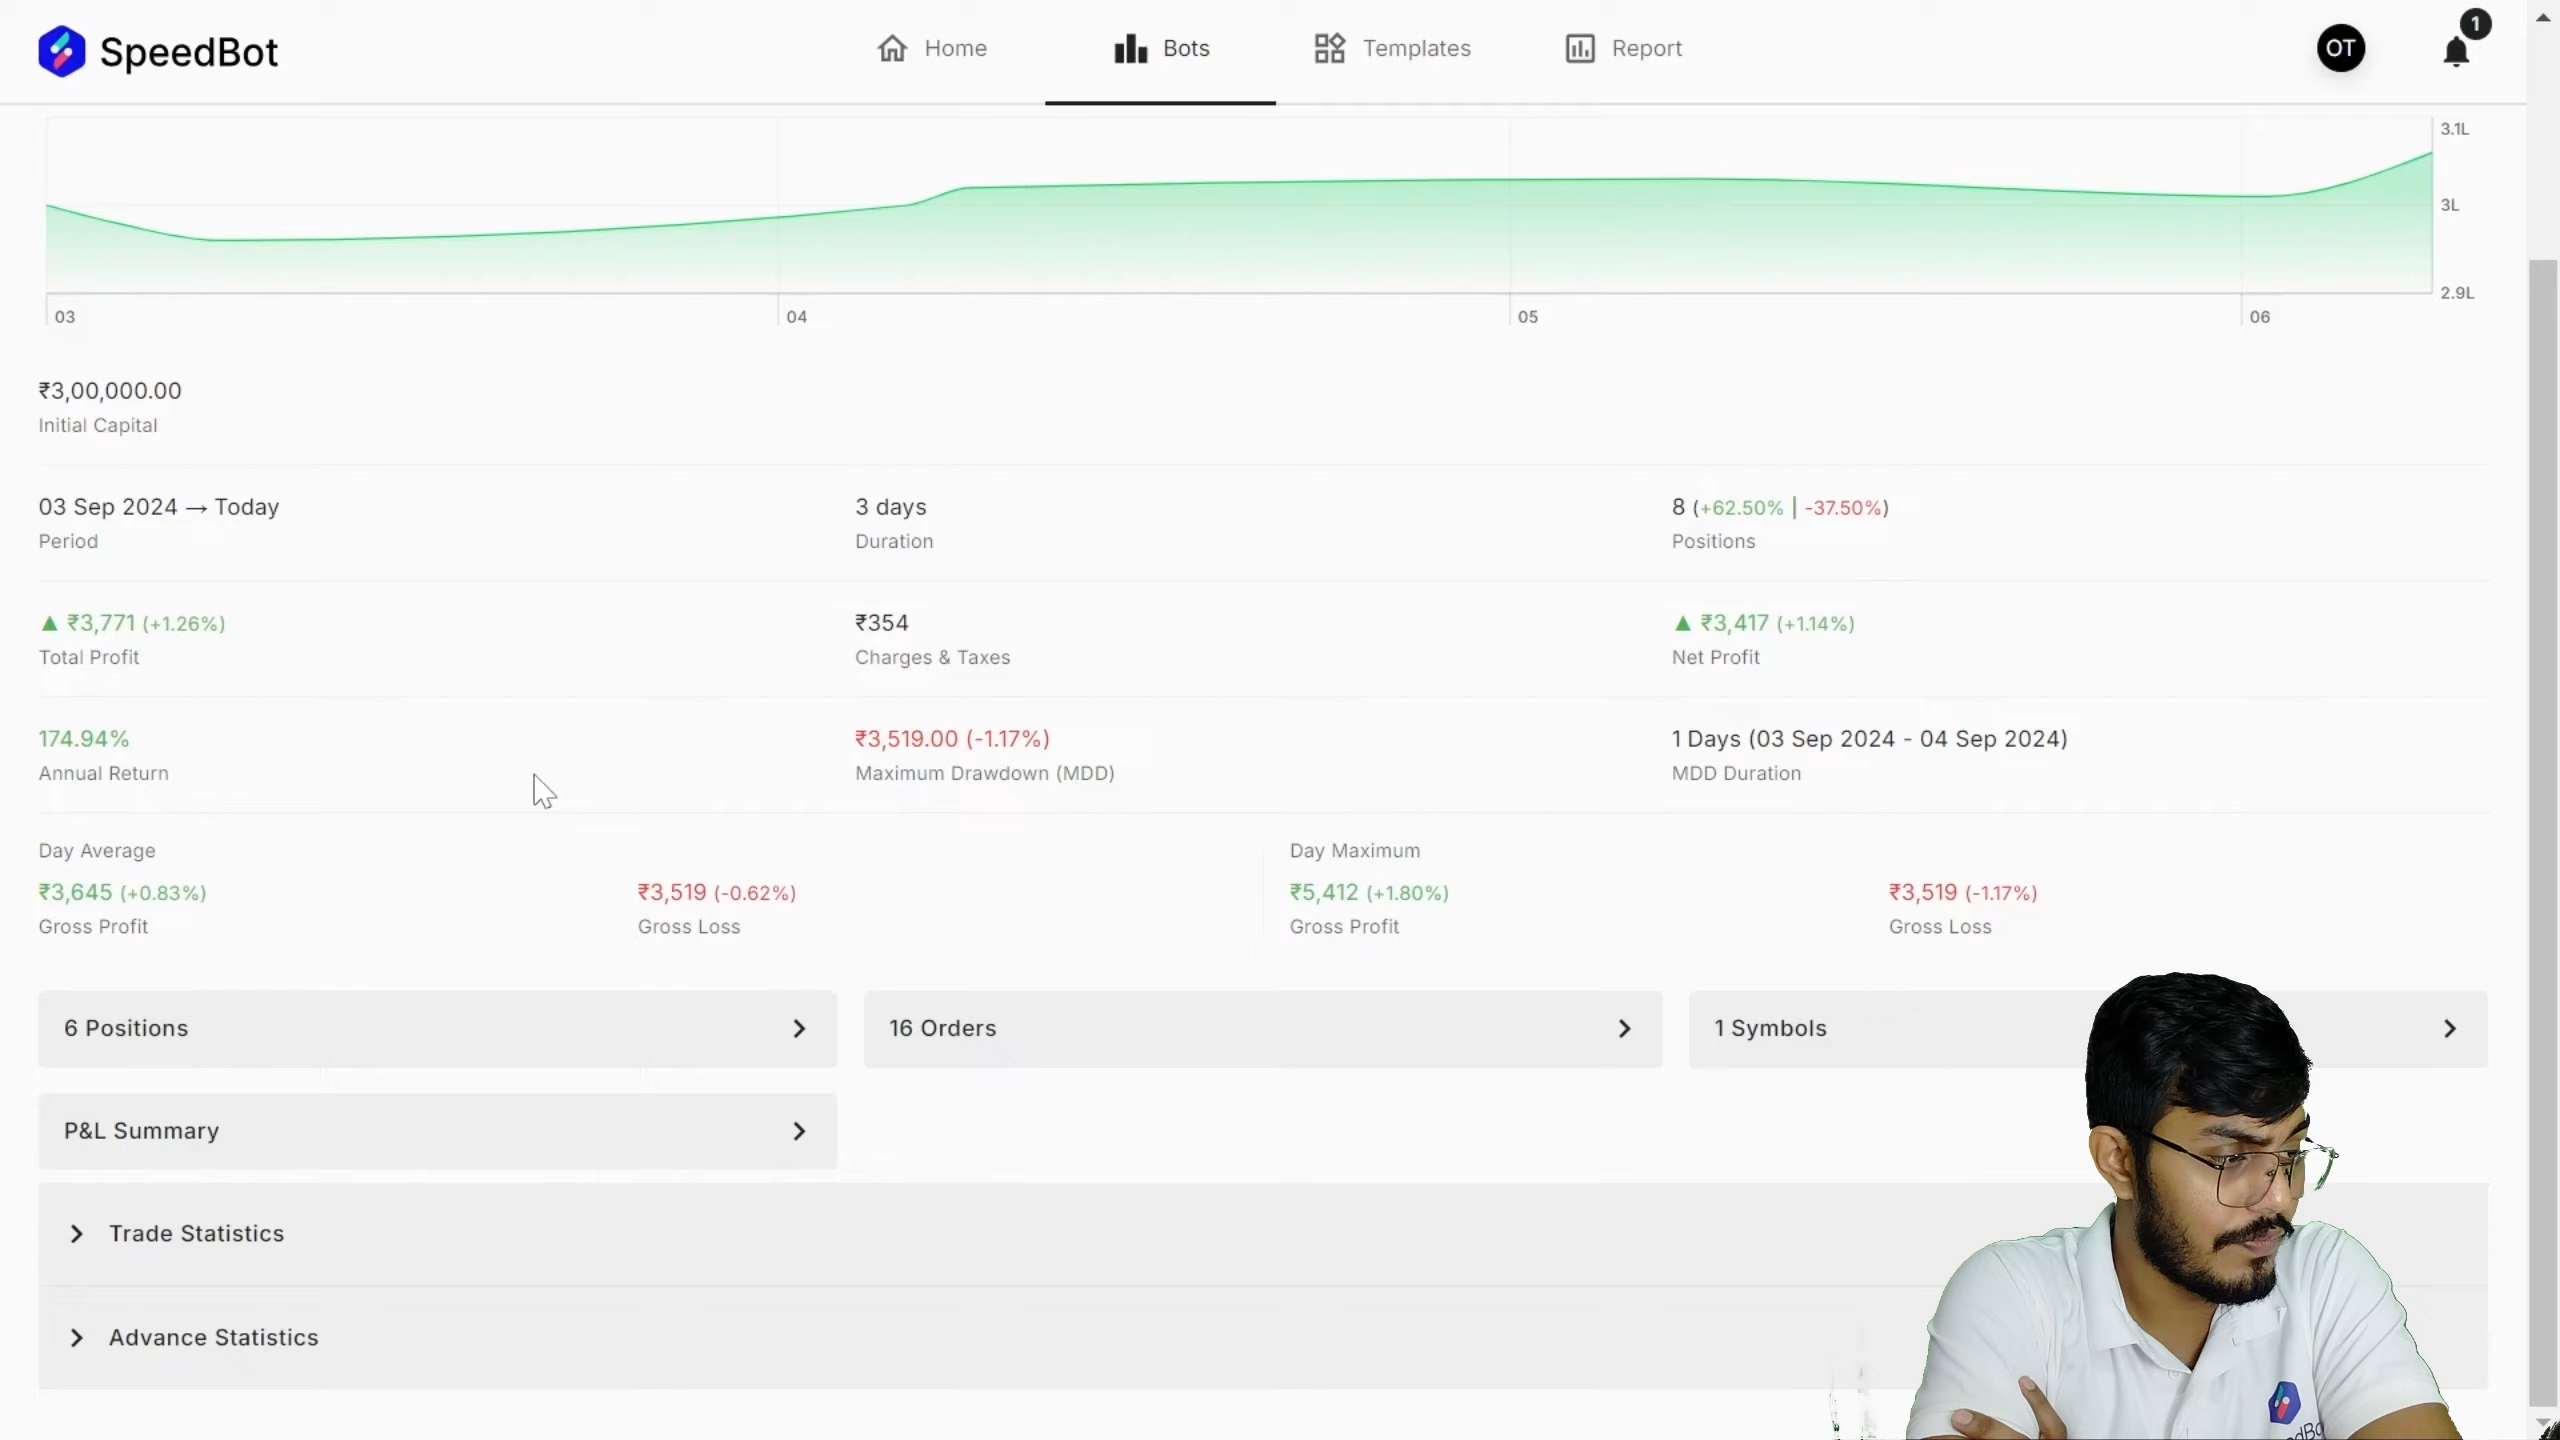 SpeedBot
Home
Bots
Templates
Report
OT
1
3.1L
3L
2.9L
03
04
05
06
₹3,00,000.00
Initial Capital
03 Sep 2024 → Today
Period
3 days
Duration
8 (+62.50% | -37.50%)
Positions
▲ ₹3,771 (+1.26%)
Total Profit
₹354
Charges & Taxes
▲ ₹3,417 (+1.14%)
Net Profit
174.94%
Annual Return
₹3,519.00 (-1.17%)
Maximum Drawdown (MDD)
1 Days (03 Sep 2024 - 04 Sep 2024)
MDD Duration
Day Average
₹3,645 (+0.83%)
Gross Profit
₹3,519 (-0.62%)
Gross Loss
Day Maximum
₹5,412 (+1.80%)
Gross Profit
₹3,519 (-1.17%)
Gross Loss
6 Positions
16 Orders
1 Symbols
P&L Summary
Trade Statistics
Advance Statistics